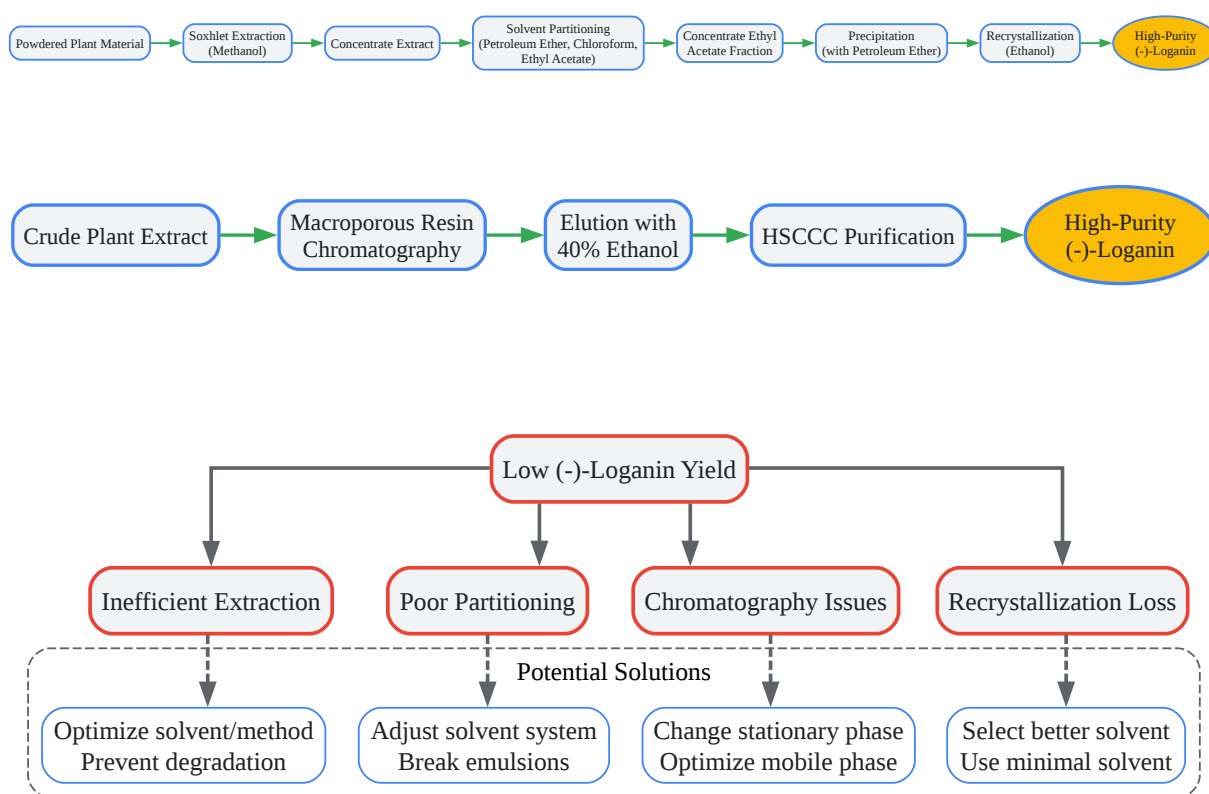 Powdered Plant Material
Soxhlet Extraction
(Methanol)
Concentrate Extract
Solvent Partitioning
(Petroleum Ether, Chloroform,
Ethyl Acetate)
Concentrate Ethyl
Acetate Fraction
Precipitation
(with Petroleum Ether)
Recrystallization
(Ethanol)
High-Purity
(-)-Loganin
Crude Plant Extract
Macroporous Resin
Chromatography
Elution with
40% Ethanol
HSCCC Purification
High-Purity
(-)-Loganin
Low (-)-Loganin Yield
Inefficient Extraction
Poor Partitioning
Chromatography Issues
Recrystallization Loss
Potential Solutions
Optimize solvent/method
Prevent degradation
Adjust solvent system
Break emulsions
Change stationary phase
Optimize mobile phase
Select better solvent
Use minimal solvent